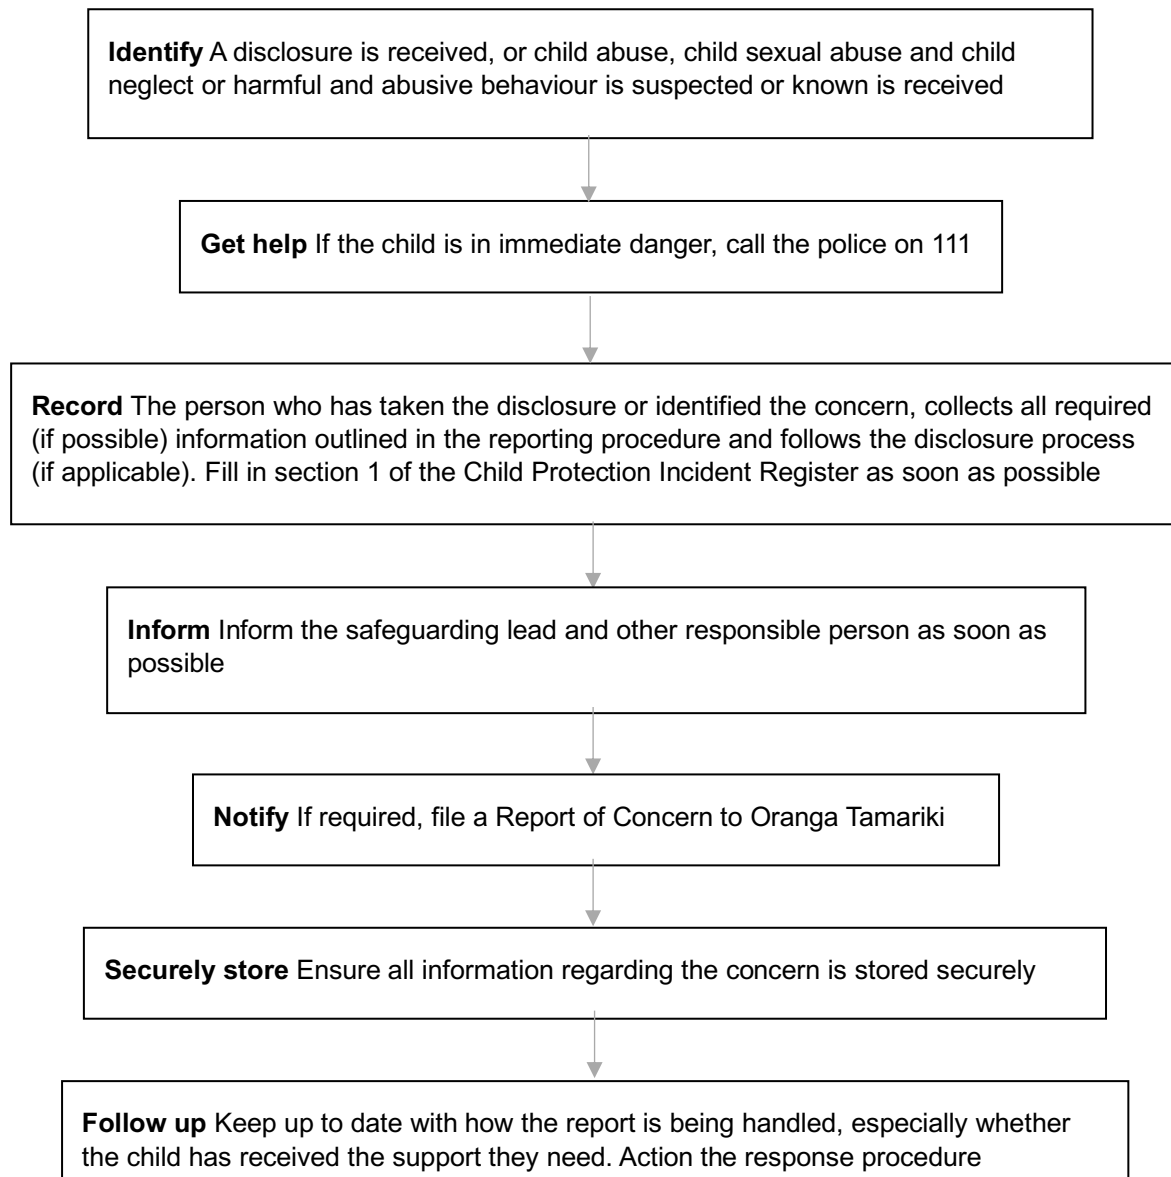 Identify A disclosure is received, or child abuse, child sexual abuse and child
neglect or harmful and abusive behaviour is suspected or known is received
Get help If the child is in immediate danger, call the police on 111
Record The person who has taken the disclosure or identified the concern, collects all required
(if possible) information outlined in the reporting procedure and follows the disclosure process
(if applicable). Fill in section 1 of the Child Protection Incident Register as soon as possible
Inform Inform the safeguarding lead and other responsible person as soon as
possible
Notify If required, file a Report of Concern to Oranga Tamariki
Securely store Ensure all information regarding the concern is stored securely
Follow up Keep up to date with how the report is being handled, especially whether
the child has received the support they need. Action the response procedure